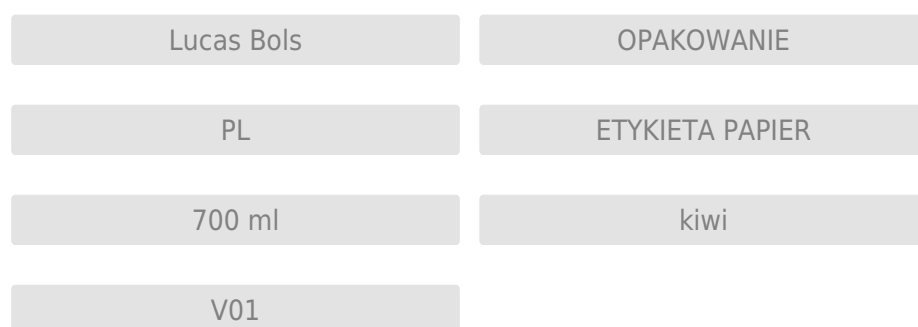 Lucas Bols
OPAKOWANIE
PL
ETYKIETA PAPIER
700 ml
kiwi
V01